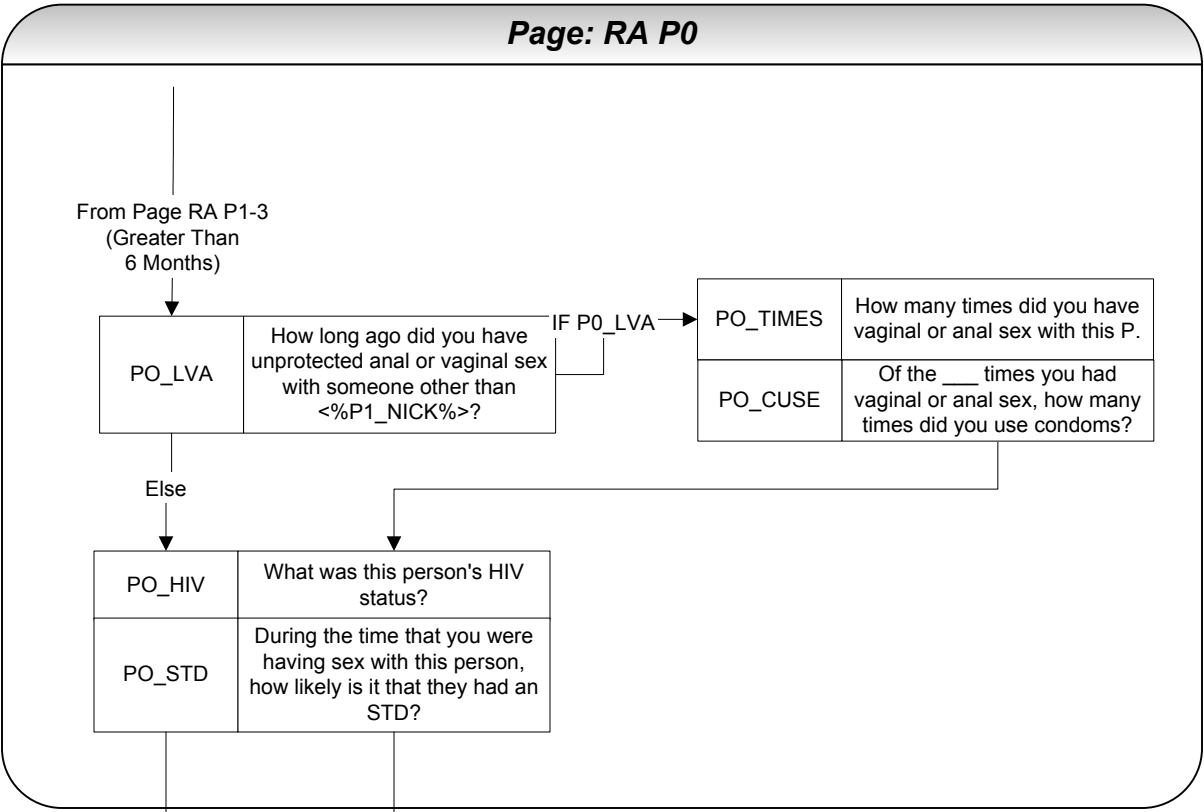 Page: RA P0
From Page RA P1-3
(Greater Than
6 Months)
PO_LVA
How long ago did you have
unprotected anal or vaginal sex
with someone other than
<%P1_NICK%>?
IF P0_LVA
PO_TIMES
How many times did you have
vaginal or anal sex with this P.
PO_CUSE
Of the ___ times you had
vaginal or anal sex, how many
times did you use condoms?
Else
PO_HIV
What was this person's HIV
status?
PO_STD
During the time that you were
having sex with this person,
how likely is it that they had an
STD?